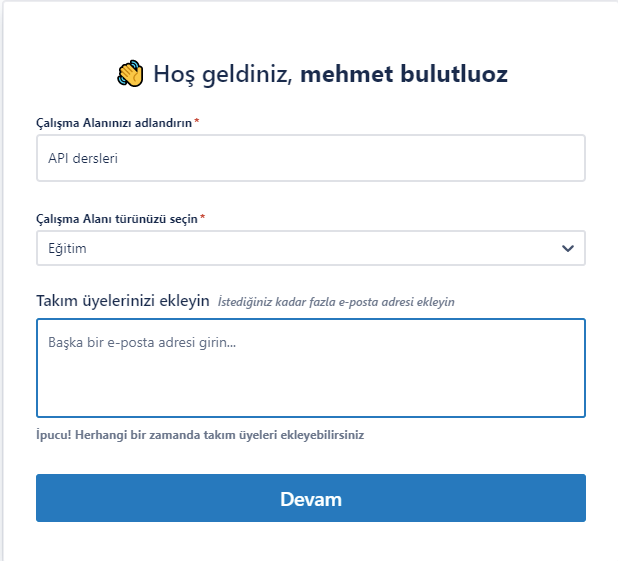 👋 Hoş geldiniz, mehmet bulutluoz
Çalışma Alanınızı adlandırın*
API dersleri
Çalışma Alanı türünüzü seçin*
Eğitim
Takım üyelerinizi ekleyin İstediğiniz kadar fazla e-posta adresi ekleyin
Başka bir e-posta adresi girin...
İpucu! Herhangi bir zamanda takım üyeleri ekleyebilirsiniz
Devam